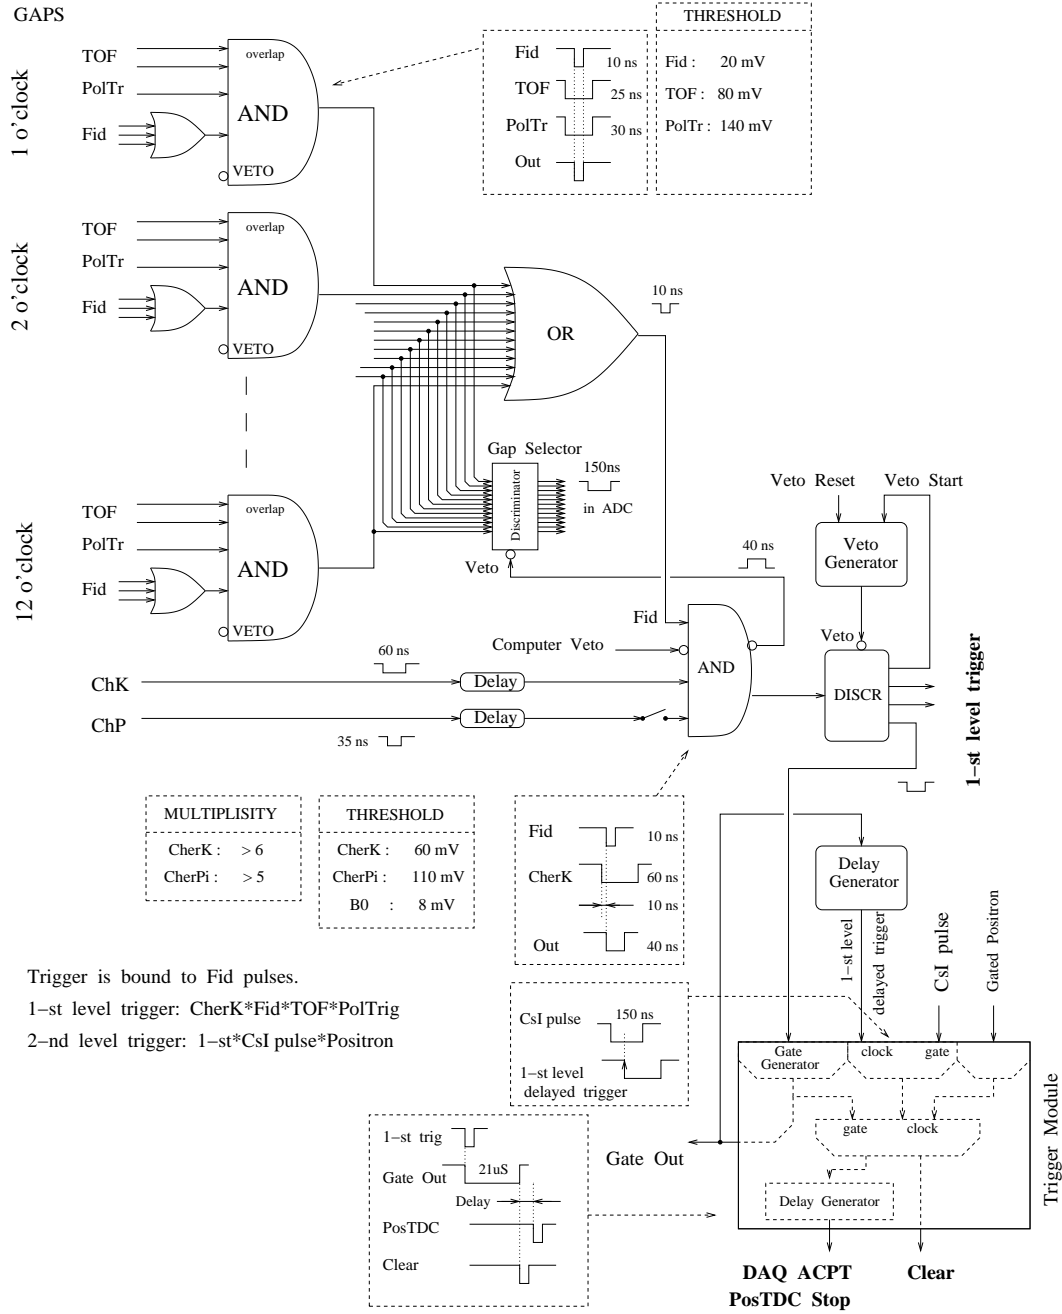 GAPS
1 o'clock
TOF
PolTr
Fid
overlap
AND
VETO
Fid
10 ns
TOF
25 ns
PolTr
30 ns
Out
THRESHOLD
Fid : 20 mV
TOF : 80 mV
PolTr : 140 mV
2 o'clock
TOF
PolTr
Fid
overlap
AND
VETO
10 ns
OR
12 o'clock
TOF
PolTr
Fid
overlap
AND
VETO
Gap Selector
Discriminator
150ns
in ADC
Veto
40 ns
Veto Reset
Veto Start
Veto
Generator
Veto
DISCR
1-st level trigger
Fid
Computer Veto
AND
60 ns
ChK
Delay
ChP
Delay
35 ns
MULTIPLISITY
CherK : > 6
CherPi : > 5
THRESHOLD
CherK : 60 mV
CherPi : 110 mV
B0 : 8 mV
Fid
10 ns
CherK
60 ns
10 ns
Out
40 ns
Delay
Generator
1-st level
delayed trigger
CsI pulse
Gated Positron
Trigger is bound to Fid pulses.
1-st level trigger: CherK*Fid*TOF*PolTrig
2-nd level trigger: 1-st*CsI pulse*Positron
CsI pulse
150 ns
1-st level
delayed trigger
Gate
Generator
clock
gate
gate
clock
Delay Generator
Trigger Module
Gate Out
1-st trig
Gate Out
21uS
Delay
PosTDC
Clear
DAQ ACPT
PosTDC Stop
Clear